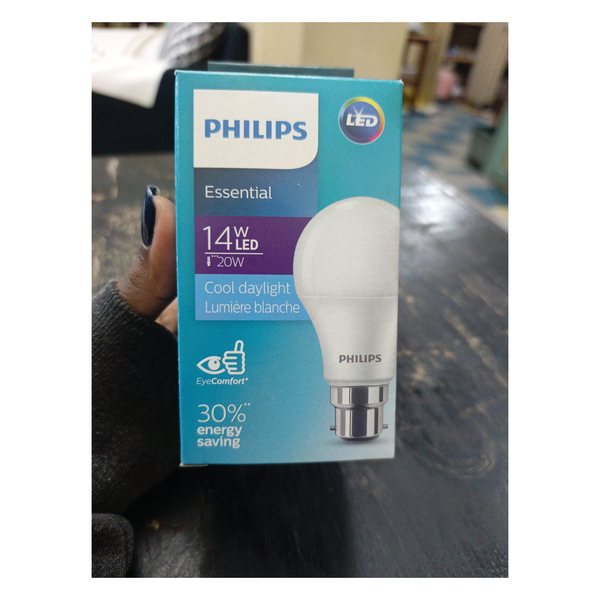 PHILIPS
LED
Essential
14W LED
***20W
Cool daylight
Lumière blanche
EyeComfort*
30%**
energy
saving
PHILIPS